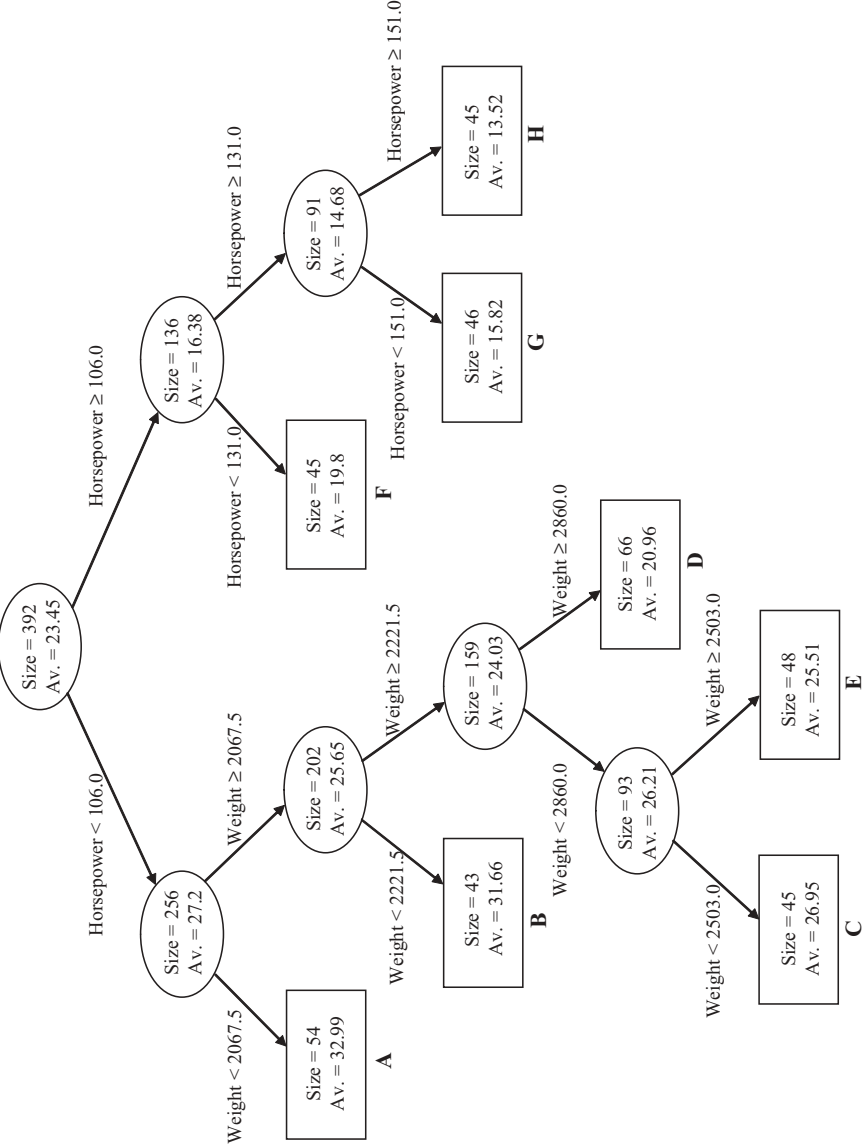 Size = 392
Av. = 23.45
Horsepower < 106.0
Horsepower ≥ 106.0
Size = 256
Av. = 27.2
Size = 136
Av. = 16.38
Weight < 2067.5
Weight ≥ 2067.5
Horsepower < 131.0
Horsepower ≥ 131.0
Size = 54
Av. = 32.99
A
Size = 202
Av. = 25.65
Size = 45
Av. = 19.8
F
Size = 91
Av. = 14.68
Weight < 2221.5
Weight ≥ 2221.5
Horsepower < 151.0
Horsepower ≥ 151.0
Size = 43
Av. = 31.66
B
Size = 159
Av. = 24.03
Size = 46
Av. = 15.82
G
Size = 45
Av. = 13.52
H
Weight < 2860.0
Weight ≥ 2860.0
Size = 93
Av. = 26.21
Size = 66
Av. = 20.96
D
Weight < 2503.0
Weight ≥ 2503.0
Size = 45
Av. = 26.95
C
Size = 48
Av. = 25.51
E